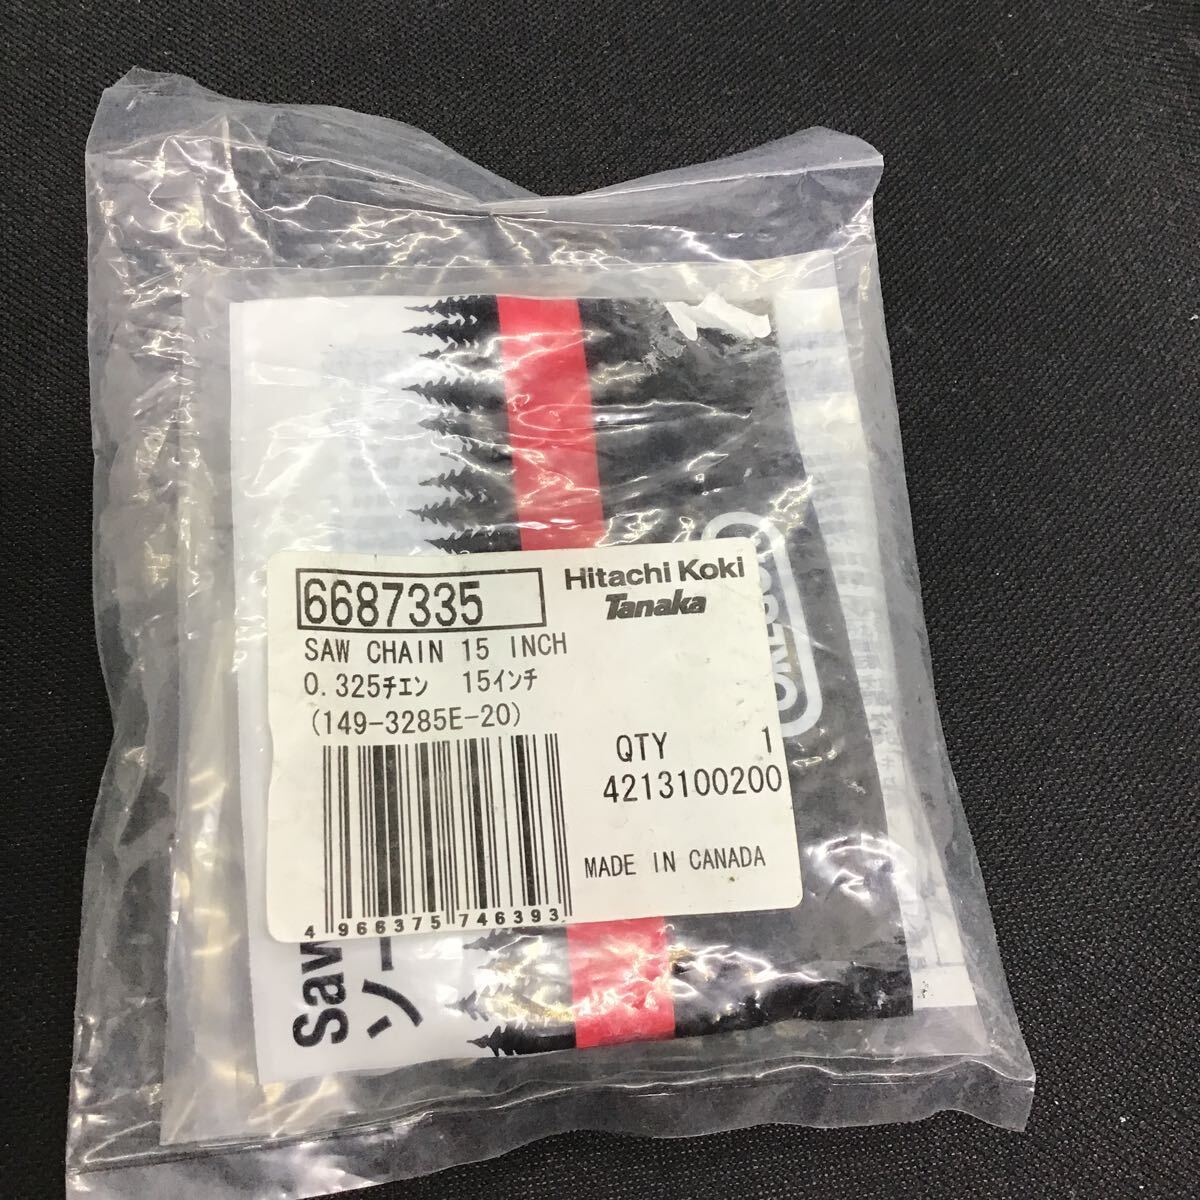 6687335
Hitachi Koki
Tanaka
SAW CHAIN 15 INCH
0.325チエン 15インチ
(149-3285E-20)
QTY 1
4213100200
MADE IN CANADA
4 966375 746393
Saw
ソー